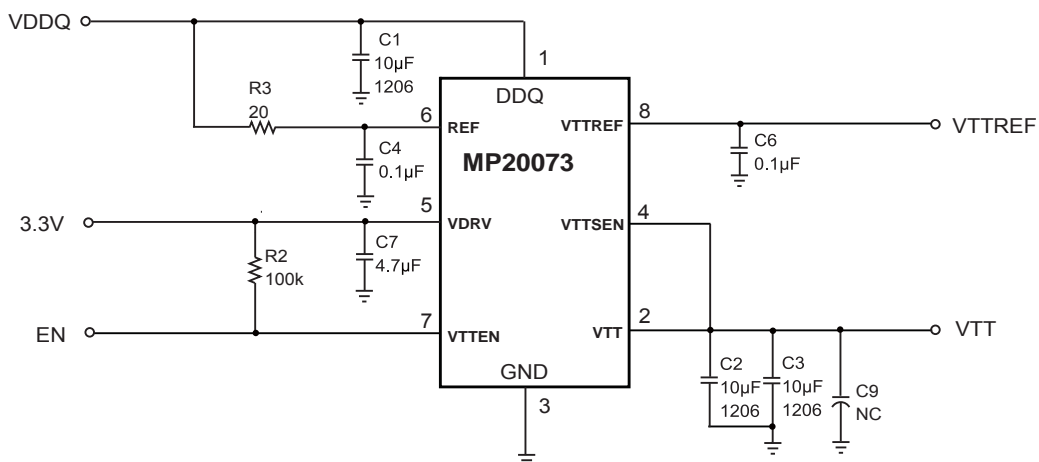 VDDQ
C1
10µF
1206
1
R3
20
DDQ
6
REF
VTTREF
8
VTTREF
C4
0.1µF
MP20073
C6
0.1µF
3.3V
5
VDRV
VTTSEN
4
R2
100k
C7
4.7µF
EN
7
VTTEN
VTT
2
VTT
GND
3
C2
10µF
1206
C3
10µF
1206
C9
NC